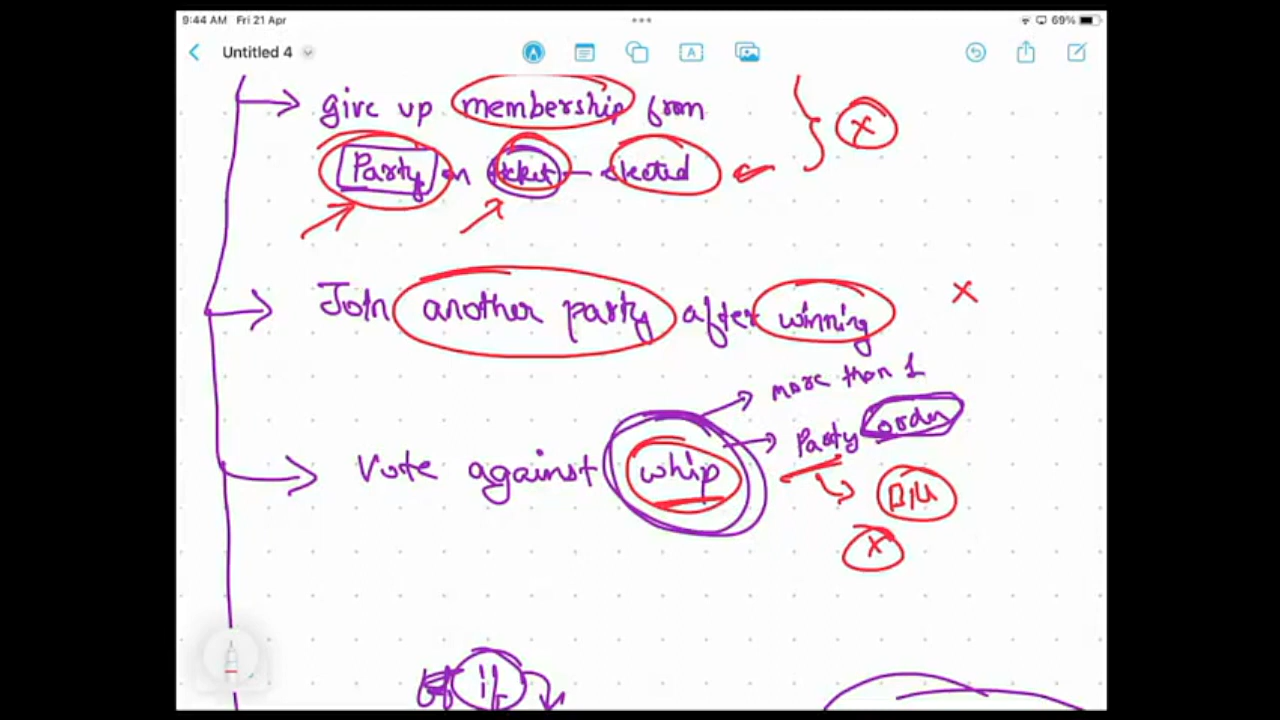 9:44 AM Fri 21 Apr
69%
Untitled 4
give up membership from
Party on ticket — elected
x
Join another party after winning
x
more than 1
Party order
Vote against whip
x
if